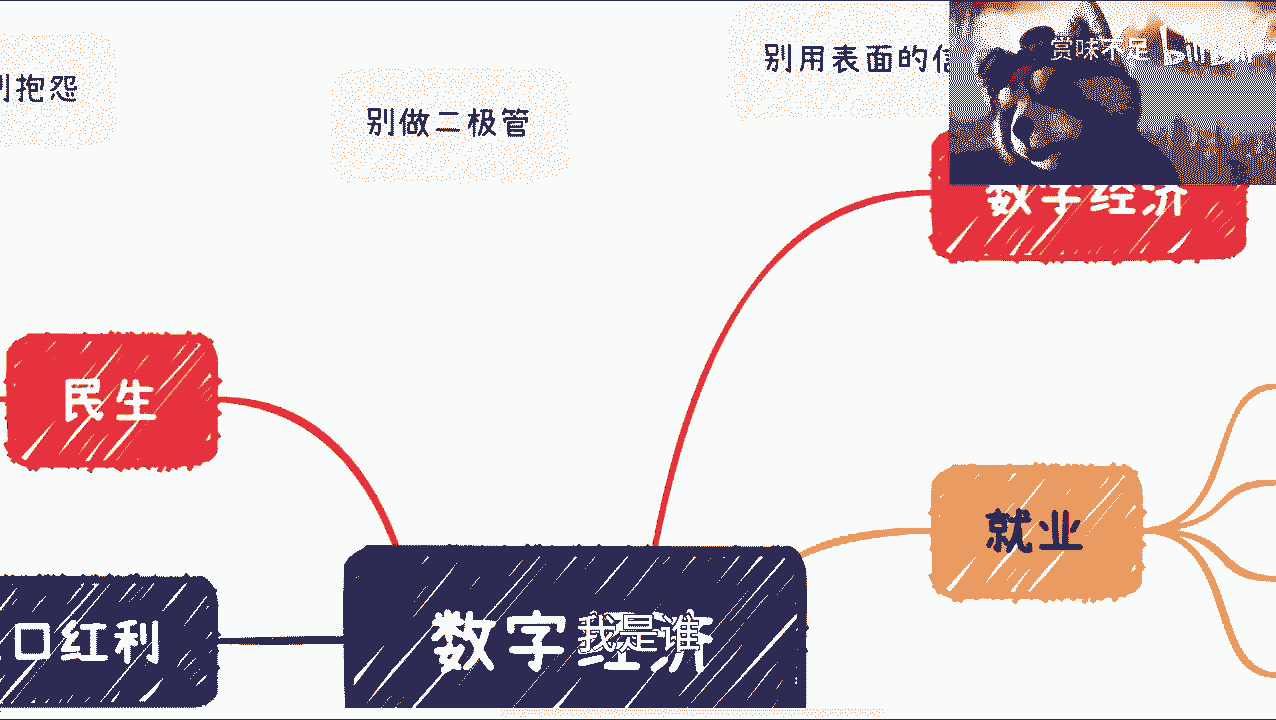 别用表面的信
赏味不足 bilibili
别抱怨
别做二极管
数字经济
民生
就业
口红利
数字经济
我是谁